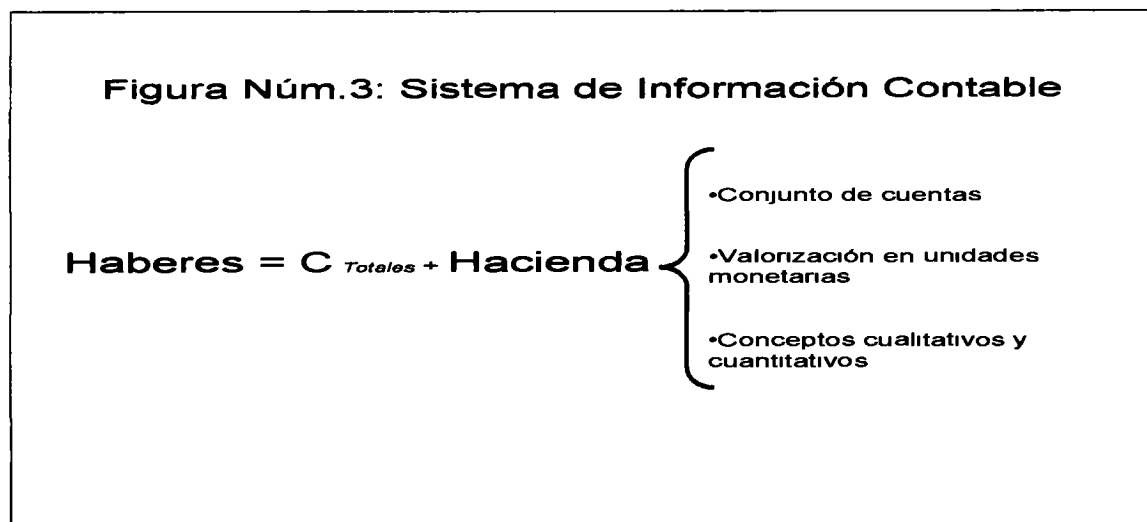 Figura Núm.3: Sistema de Información Contable
•Conjunto de cuentas
Haberes = C Totales + Hacienda
•Valorización en unidades
monetarias
•Conceptos cualitativos y
cuantitativos